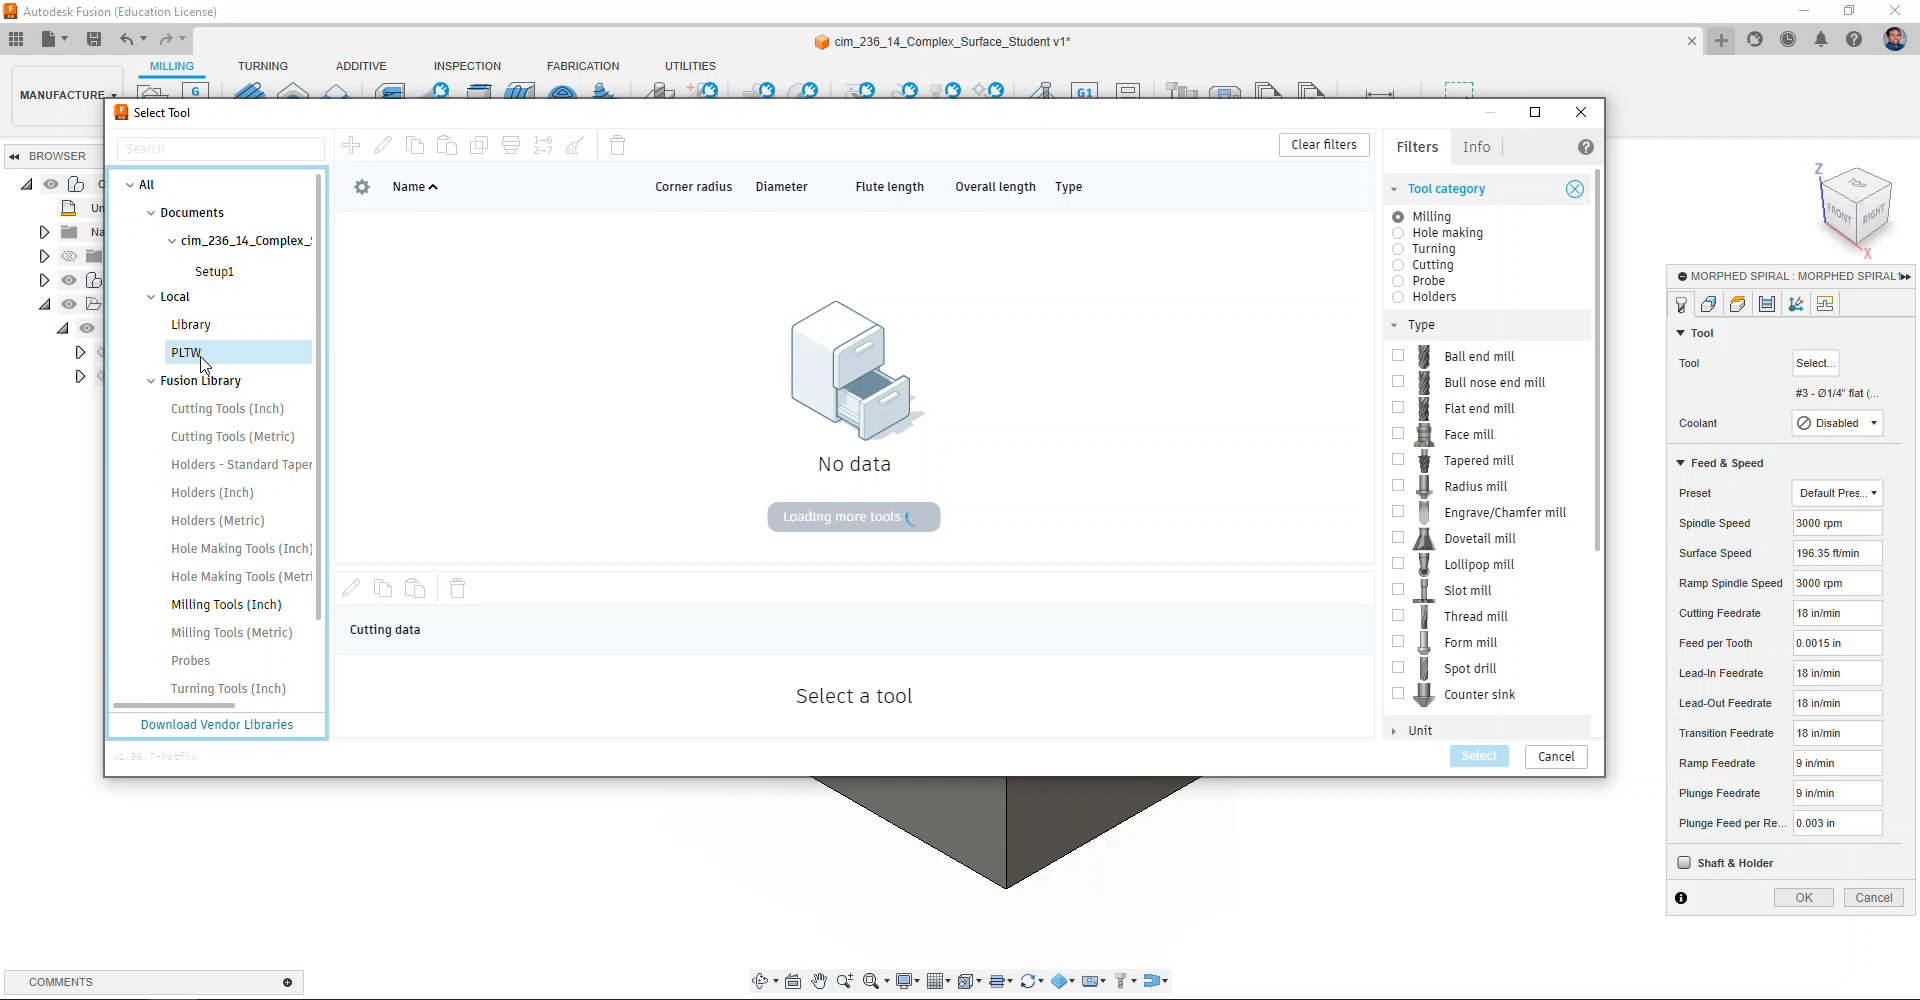 Autodesk Fusion (Education License)
cim_236_14_Complex_Surface_Student v1*
MANUFACTURE
MILLING
TURNING
ADDITIVE
INSPECTION
FABRICATION
UTILITIES
BROWSER
Select Tool
Search
Clear filters
Name
Corner radius
Diameter
Flute length
Overall length
Type
All
Documents
cim_236_14_Complex_
Setup1
Local
Library
PLTW
Fusion Library
Cutting Tools (Inch)
Cutting Tools (Metric)
Holders - Standard Taper
Holders (Inch)
Holders (Metric)
Hole Making Tools (Inch)
Hole Making Tools (Metri
Milling Tools (Inch)
Milling Tools (Metric)
Probes
Turning Tools (Inch)
Download Vendor Libraries
v1.96.7-hotfix
No data
Loading more tools
Cutting data
Select a tool
Filters
Info
Tool category
Milling
Hole making
Turning
Cutting
Probe
Holders
Type
Ball end mill
Bull nose end mill
Flat end mill
Face mill
Tapered mill
Radius mill
Engrave/Chamfer mill
Dovetail mill
Lollipop mill
Slot mill
Thread mill
Form mill
Spot drill
Counter sink
Unit
Select
Cancel
Z
TOP
FRONT
RIGHT
X
MORPHED SPIRAL : MORPHED SPIRAL1
Tool
Tool
Select...
#3 - Ø1/4" flat (...
Coolant
Disabled
Feed & Speed
Preset
Default Pres...
Spindle Speed
3000 rpm
Surface Speed
196.35 ft/min
Ramp Spindle Speed
3000 rpm
Cutting Feedrate
18 in/min
Feed per Tooth
0.0015 in
Lead-In Feedrate
18 in/min
Lead-Out Feedrate
18 in/min
Transition Feedrate
18 in/min
Ramp Feedrate
9 in/min
Plunge Feedrate
9 in/min
Plunge Feed per Re...
0.003 in
Shaft & Holder
OK
Cancel
COMMENTS